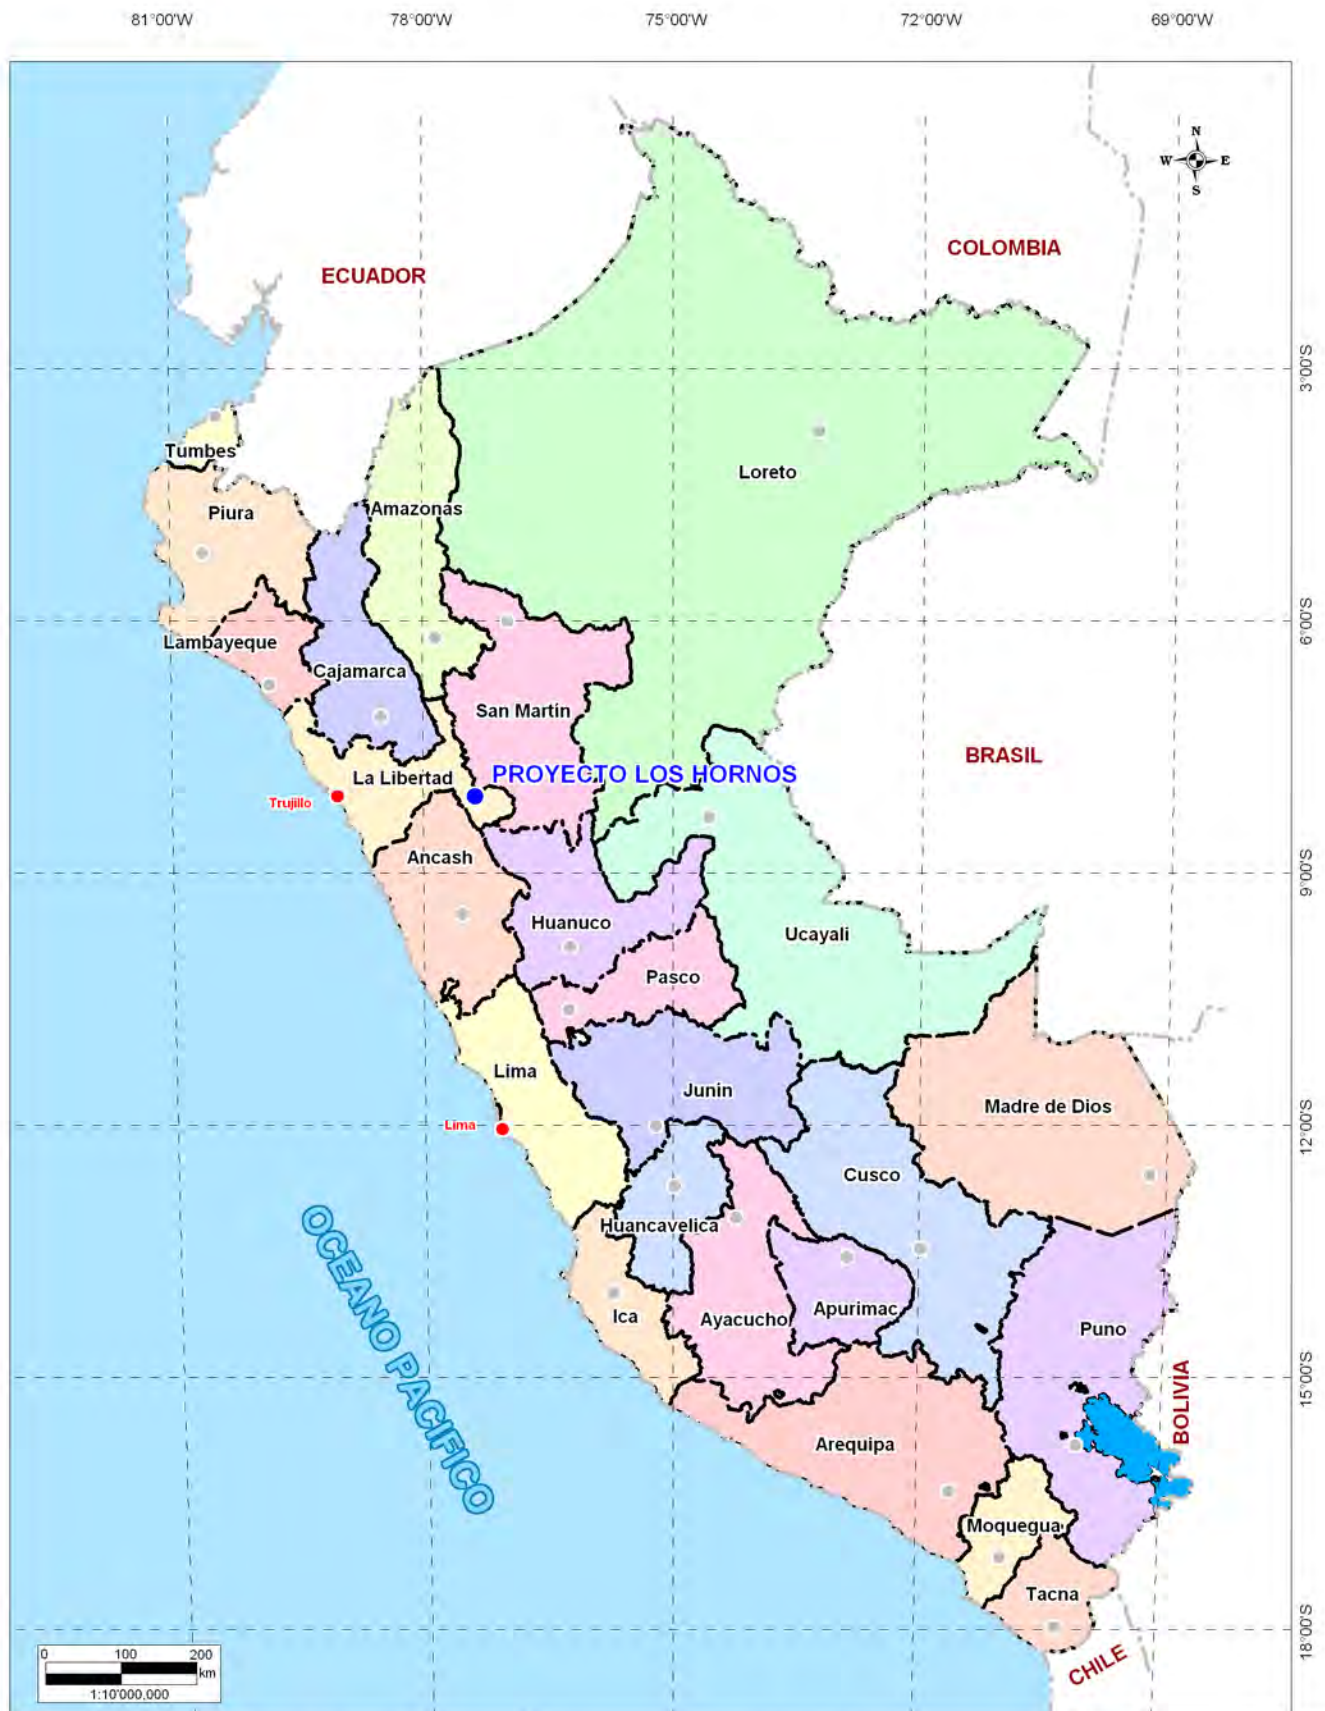 81°00'W
78°00'W
75°00'W
72°00'W
69°00'W
N
W
E
S
COLOMBIA
ECUADOR
3°00'S
Tumbes
Loreto
Amazonas
Piura
6°00'S
Lambayeque
Cajamarca
San Martin
BRASIL
La Libertad
PROYECTO LOS HORNOS
Trujillo
Ancash
9°00'S
Huanuco
Ucayali
Pasco
Lima
Junin
Madre de Dios
Lima
12°00'S
Cusco
Huancavelica
OCEANO PACIFICO
Apurimac
Ica
Ayacucho
Puno
15°00'S
BOLIVIA
Arequipa
Moquegua
Tacna
18°00'S
CHILE
0 100 200
km
1:10'000,000